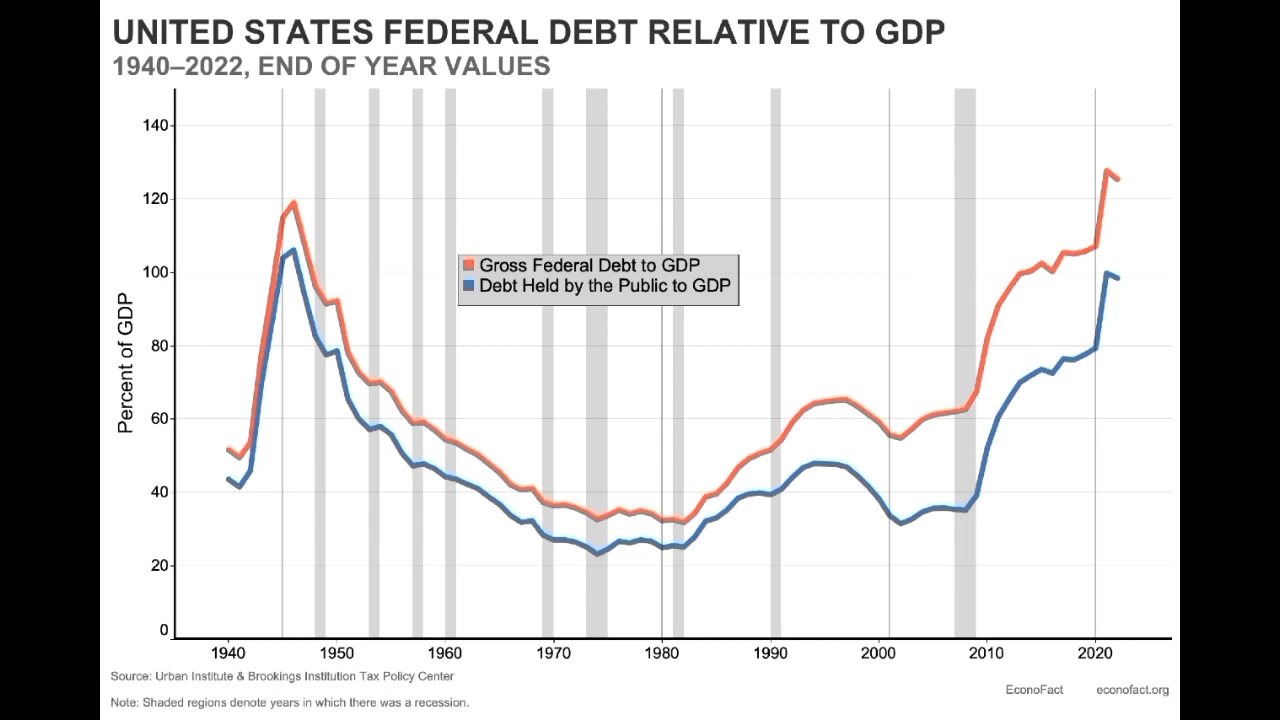 UNITED STATES FEDERAL DEBT RELATIVE TO GDP
1940–2022, END OF YEAR VALUES
140
120
100
80
60
40
20
0
Percent of GDP
Gross Federal Debt to GDP
Debt Held by the Public to GDP
1940 1950 1960 1970 1980 1990 2000 2010 2020
Source: Urban Institute & Brookings Institution Tax Policy Center
EconoFact econofact.org
Note: Shaded regions denote years in which there was a recession.